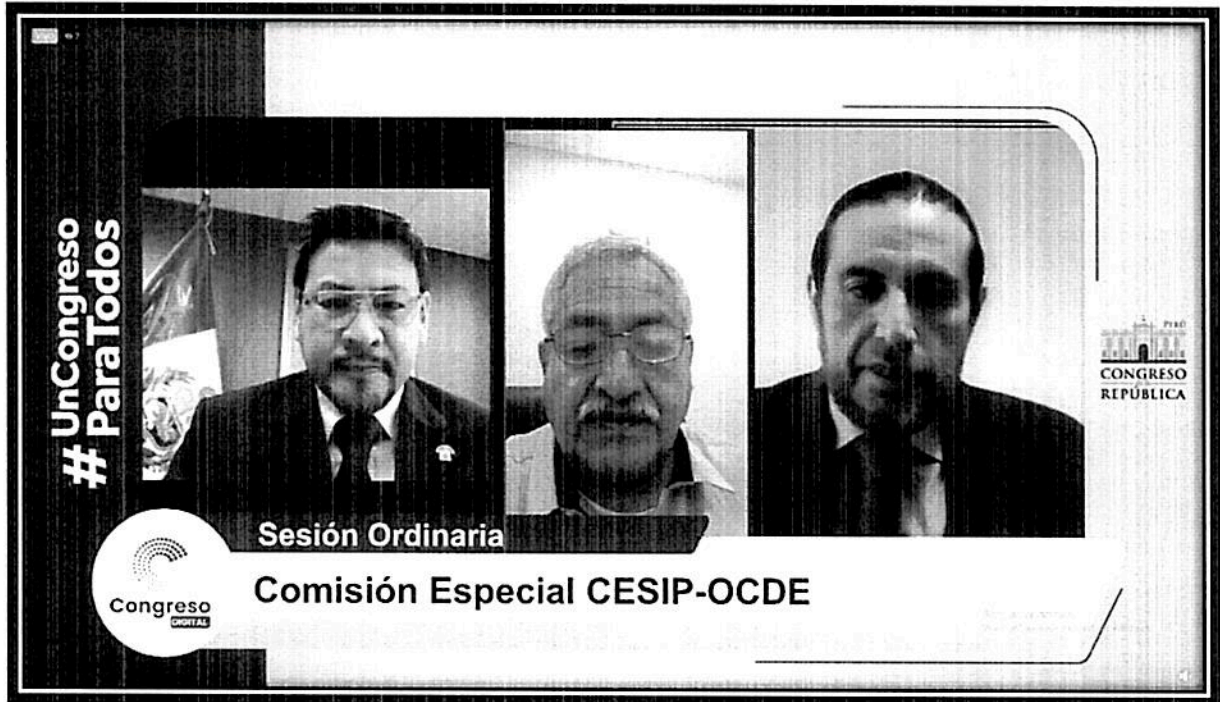 #UnCongreso
ParaTodos
PERÚ
CONGRESO
REPÚBLICA
Sesión Ordinaria
Comisión Especial CESIP-OCDE
Congreso
DIGITAL